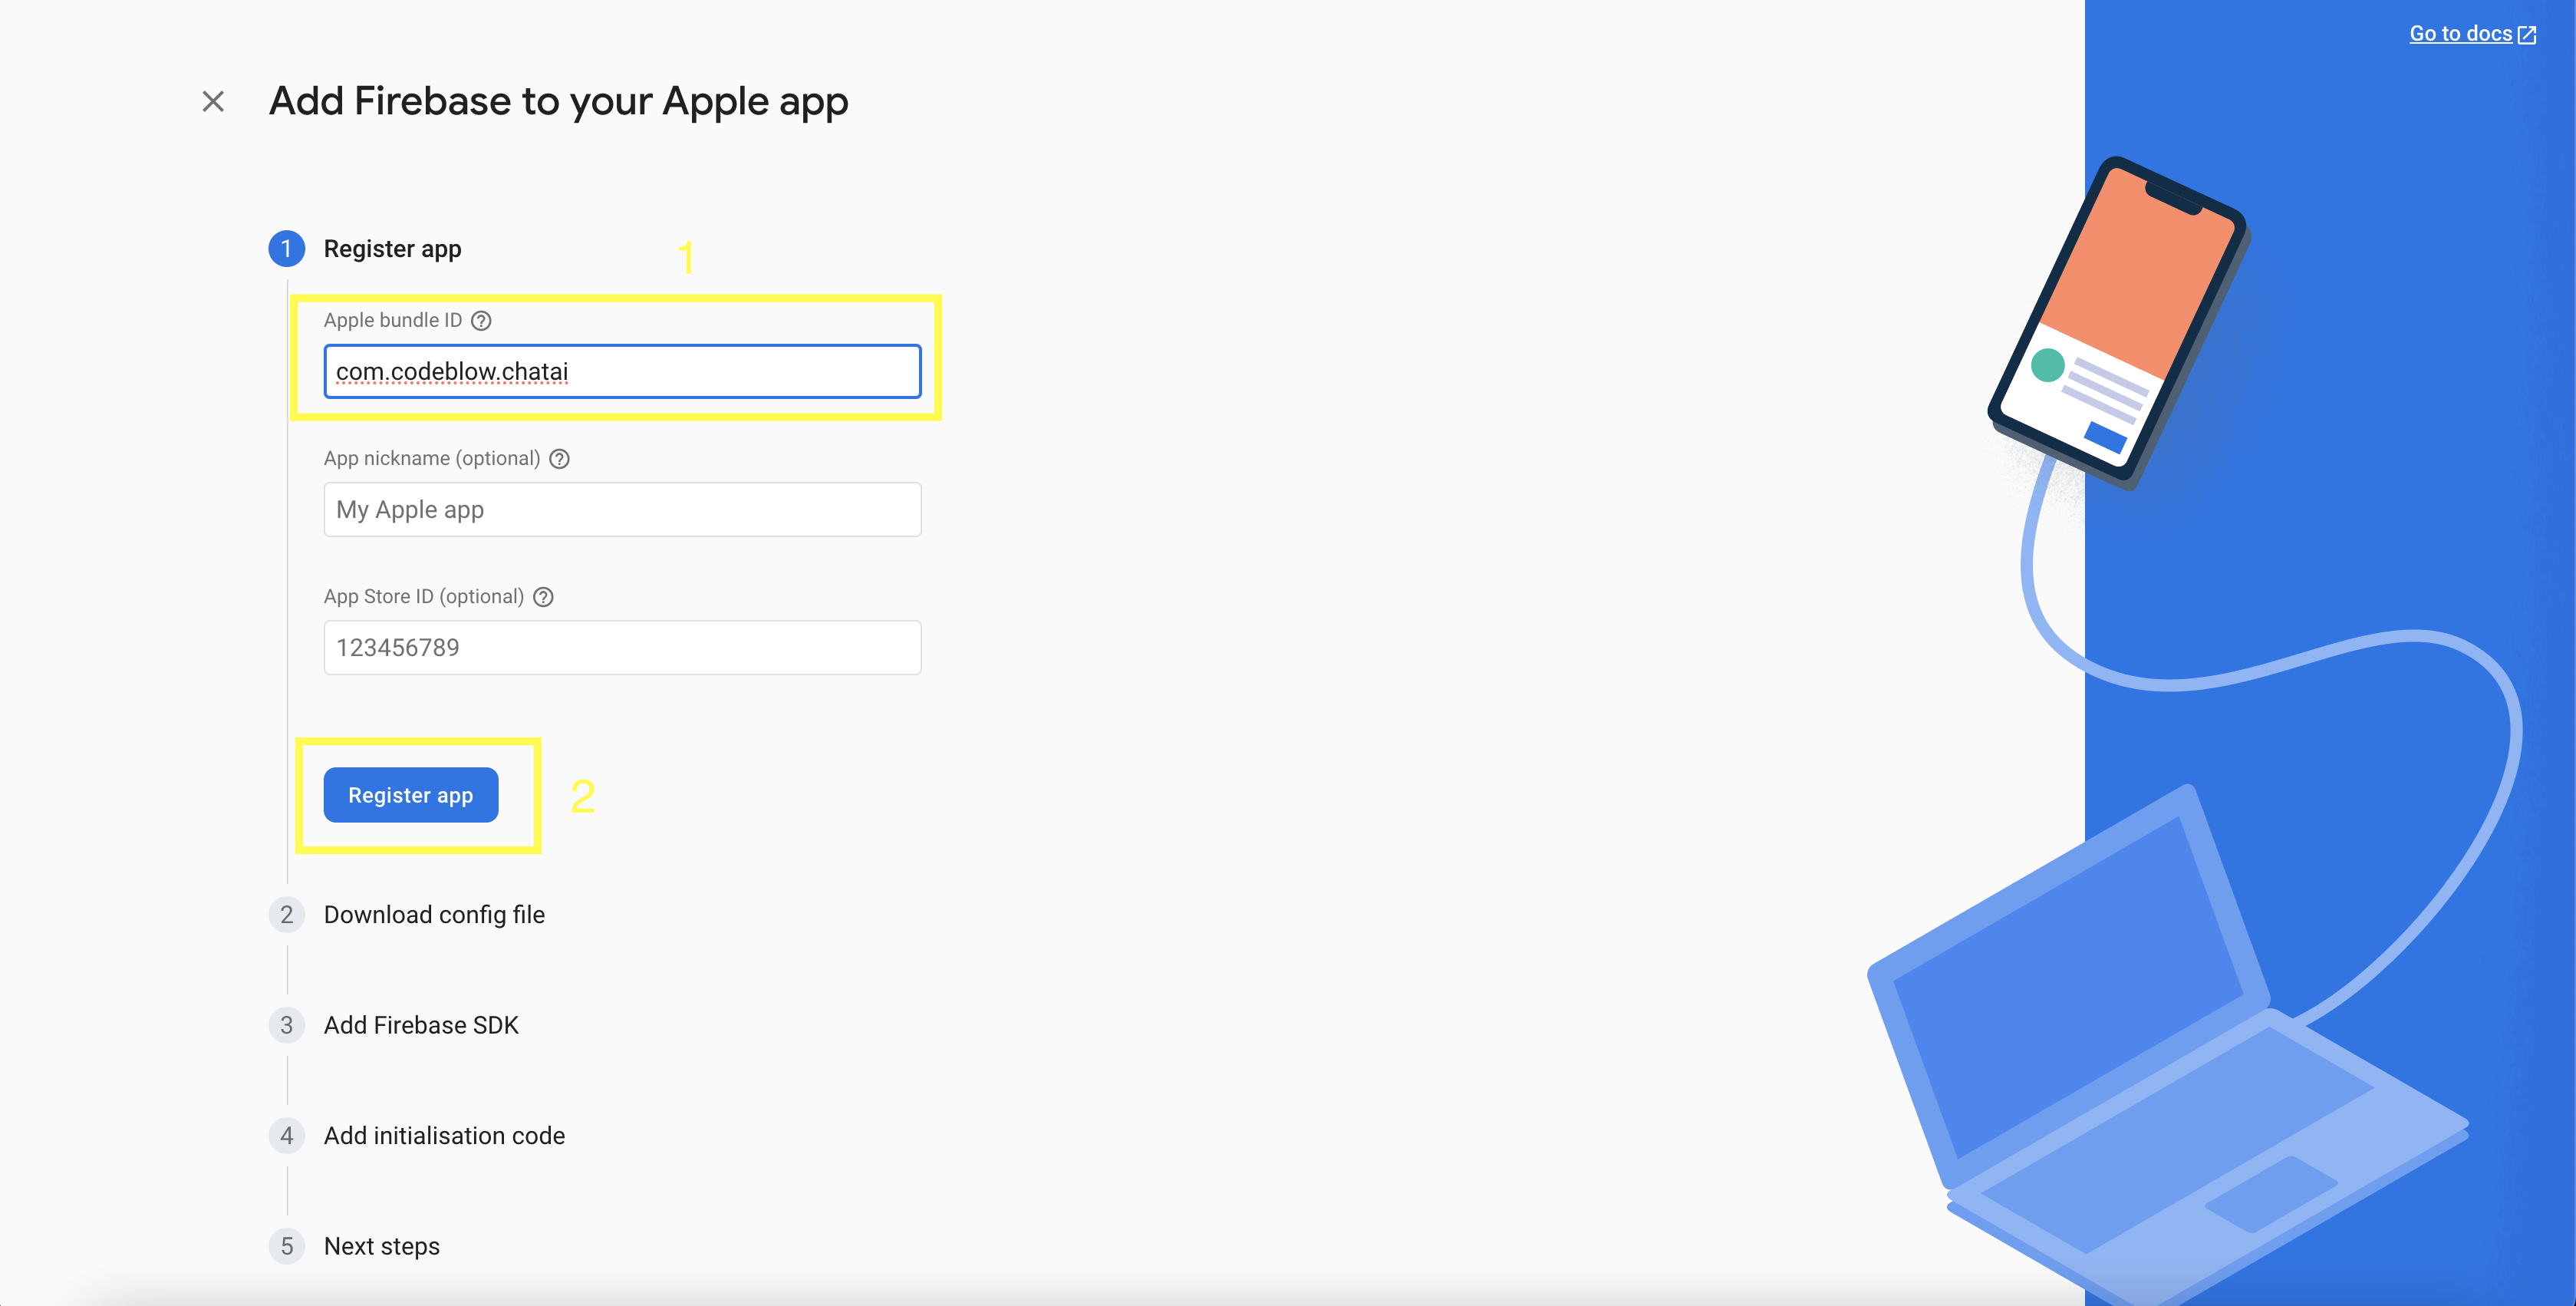 Go to docs
Add Firebase to your Apple app
1 Register app
1
Apple bundle ID
com.codeblow.chatai
App nickname (optional)
My Apple app
App Store ID (optional)
123456789
Register app
2
2 Download config file
3 Add Firebase SDK
4 Add initialisation code
5 Next steps